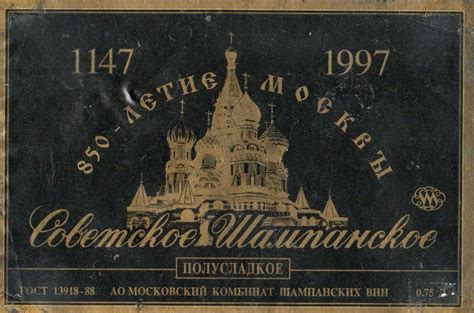 1147 1997
850-ЛЕТИЕ МОСКВЫ
Советское Шампанское
ПОЛУСЛАДКОЕ
ГОСТ 13918-88 АО МОСКОВСКИЙ КОМБИНАТ ШАМПАНСКИХ ВИН 0.75